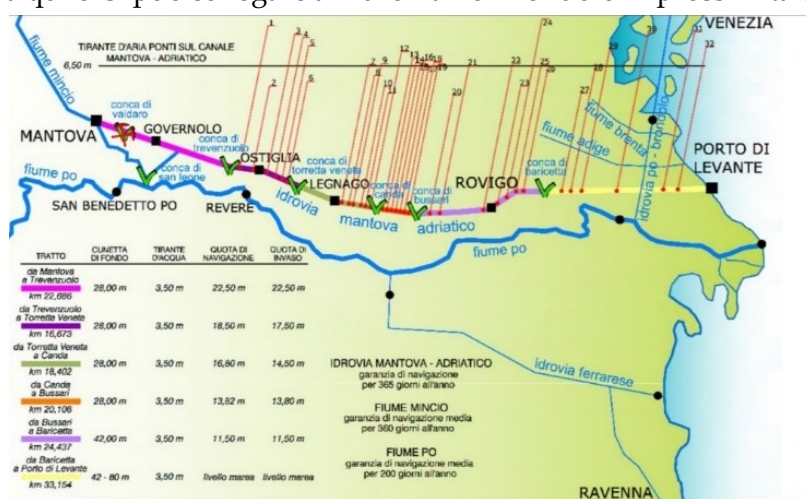 TIRANTE D'ARIA PONTI SUL CANALE
MANTOVA - ADRIATICO
6,50 m
1
2
3
4
5
6
7
8
9
10
11
12
13
20
21
22
23
24
25
26
27
28
29
30
31
32
VENEZIA
fiume mincio
conca di
valdaro
MANTOVA
GOVERNOLO
conca di
trevenzuolo
OSTIGLIA
conca di
torretta veneta
LEGNAGO
conca di
canda
conca di
bussari
ROVIGO
conca di
baricetta
fiume brenta
fiume adige
idrovia po - brondolo
PORTO DI
LEVANTE
fiume po
conca di
san leone
SAN BENEDETTO PO
REVERE
idrovia
mantova
adriatico
fiume po
TRATTO
CUNETTA
DI FONDO
TIRANTE
D'ACQUA
QUOTA DI
NAVIGAZIONE
QUOTA DI
INVASO
da Mantova
a Trevenzuolo
km 22,686
28,00 m
3,50 m
22,50 m
22,50 m
da Trevenzuolo
a Torretta Veneta
km 16,673
28,00 m
3,50 m
18,50 m
17,50 m
da Torretta Veneta
a Canda
km 18,402
28,00 m
3,50 m
16,80 m
14,50 m
da Canda
a Bussari
km 20,106
28,00 m
3,50 m
13,82 m
13,80 m
da Bussari
a Baricetta
km 24,437
42,00 m
3,50 m
11,50 m
11,50 m
da Baricetta
a Porto di Levante
km 33,154
42 - 80 m
3,50 m
livello marea
livello marea
IDROVIA MANTOVA - ADRIATICO
garanzia di navigazione
per 365 giorni all'anno
FIUME MINCIO
garanzia di navigazione media
per 360 giorni all'anno
FIUME PO
garanzia di navigazione media
per 200 giorni all'anno
idrovia ferrarese
RAVENNA